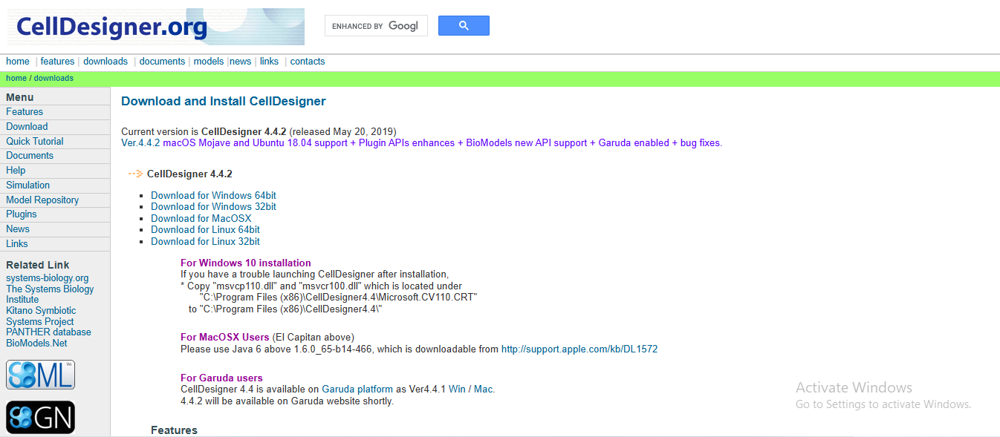 CellDesigner.org
ENHANCED BY Googl
home | features | downloads | documents | models | news | links | contacts
home / downloads
Menu
Features
Download
Quick Tutorial
Documents
Help
Simulation
Model Repository
Plugins
News
Links
Related Link
systems-biology.org
The Systems Biology
Institute
Kitano Symbiotic
Systems Project
PANTHER database
BioModels.Net
SBML™
SBGN
Download and Install CellDesigner
Current version is CellDesigner 4.4.2 (released May 20, 2019)
Ver.4.4.2 macOS Mojave and Ubuntu 18.04 support + Plugin APIs enhances + BioModels new API support + Garuda enabled + bug fixes.
CellDesigner 4.4.2
Download for Windows 64bit
Download for Windows 32bit
Download for MacOSX
Download for Linux 64bit
Download for Linux 32bit
For Windows 10 installation
If you have a trouble launching CellDesigner after installation,
* Copy "msvcp110.dll" and "msvcr100.dll" which is located under
"C:\Program Files (x86)\CellDesigner4.4\Microsoft.CV110.CRT"
to "C:\Program Files (x86)\CellDesigner4.4\"
For MacOSX Users (El Capitan above)
Please use Java 6 above 1.6.0_65-b14-466, which is downloadable from http://support.apple.com/kb/DL1572
For Garuda users
CellDesigner 4.4 is available on Garuda platform as Ver4.4.1 Win / Mac.
4.4.2 will be available on Garuda website shortly.
Features
Activate Windows
Go to Settings to activate Windows.